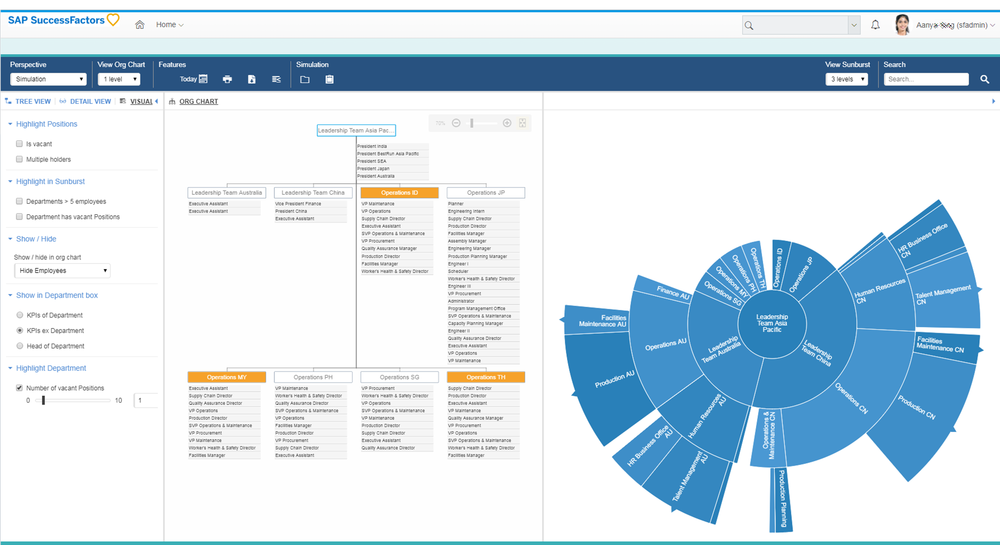 SAP SuccessFactors
Home
(sfadmin)
Perspective
View Org Chart
Features
Simulation
View Sunburst
Search
Simulation
1 level
Today
3 levels
Search...
TREE VIEW
DETAIL VIEW
VISUAL
ORG CHART
Highlight Positions
Is vacant
Multiple holders
Highlight in Sunburst
Departments > 5 employees
Department has vacant Positions
Show / Hide
Show / hide in org chart
Hide Employees
Show in Department box
KPIs of Department
KPIs ex Department
Head of Department
Highlight Department
Number of vacant Positions
0
10
1
70%
Leadership Team Asia Pac...
President India
President BestRun Asia Pacific
President SEA
President Japan
President Australia
Leadership Team Australia
Executive Assistant
Executive Assistant
Leadership Team China
Vice President Finance
President China
Executive Assistant
Operations ID
VP Maintenance
VP Operations
Supply Chain Director
Executive Assistant
SVP Operations & Maintenance
VP Procurement
Quality Assurance Manager
Production Director
Facilities Manager
Worker's Health & Safety Director
Operations JP
Planner
Engineering Intern
Supply Chain Director
Production Director
Facilities Manager
Assembly Manager
Engineering Manager
Production Planning Manager
Engineer I
Scheduler
Worker's Health & Safety Director
Engineer III
VP Procurement
Administrator
Program Management Office
SVP Operations & Maintenance
Capacity Planning Manager
Engineer II
Quality Assurance Director
Executive Assistant
VP Operations
VP Maintenance
Operations MY
Executive Assistant
Supply Chain Director
Quality Assurance Director
VP Operations
Production Director
SVP Operations & Maintenance
VP Procurement
VP Maintenance
Worker's Health & Safety Director
Facilities Manager
Operations PH
VP Maintenance
Worker's Health & Safety Director
Quality Assurance Director
SVP Operations & Maintenance
VP Operations
Facilities Manager
Production Director
VP Procurement
Supply Chain Director
Executive Assistant
Operations SG
VP Procurement
Worker's Health & Safety Director
VP Operations
SVP Operations & Maintenance
VP Maintenance
Production Director
Supply Chain Director
Executive Assistant
Quality Assurance Director
Operations TH
Supply Chain Director
Production Director
Executive Assistant
VP Maintenance
Quality Assurance Manager
VP Procurement
VP Operations
SVP Operations & Maintenance
Worker's Health & Safety Director
Facilities Manager
Leadership
Team Asia
Pacific
Operations ID
Operations JP
Leadership
Team China
Human Resources
CN
HR Business Office
CN
Talent Management
CN
Operations CN
Facilities
Maintenance CN
Production CN
Operations &
Maintenance CN
Production Planning
Leadership
Team Australia
Human Resources
AU
Talent Management
AU
HR Business Office
AU
Operations AU
Production AU
Facilities
Maintenance AU
Finance AU
Operations SG
Operations MY
Operations PH
Operations TH